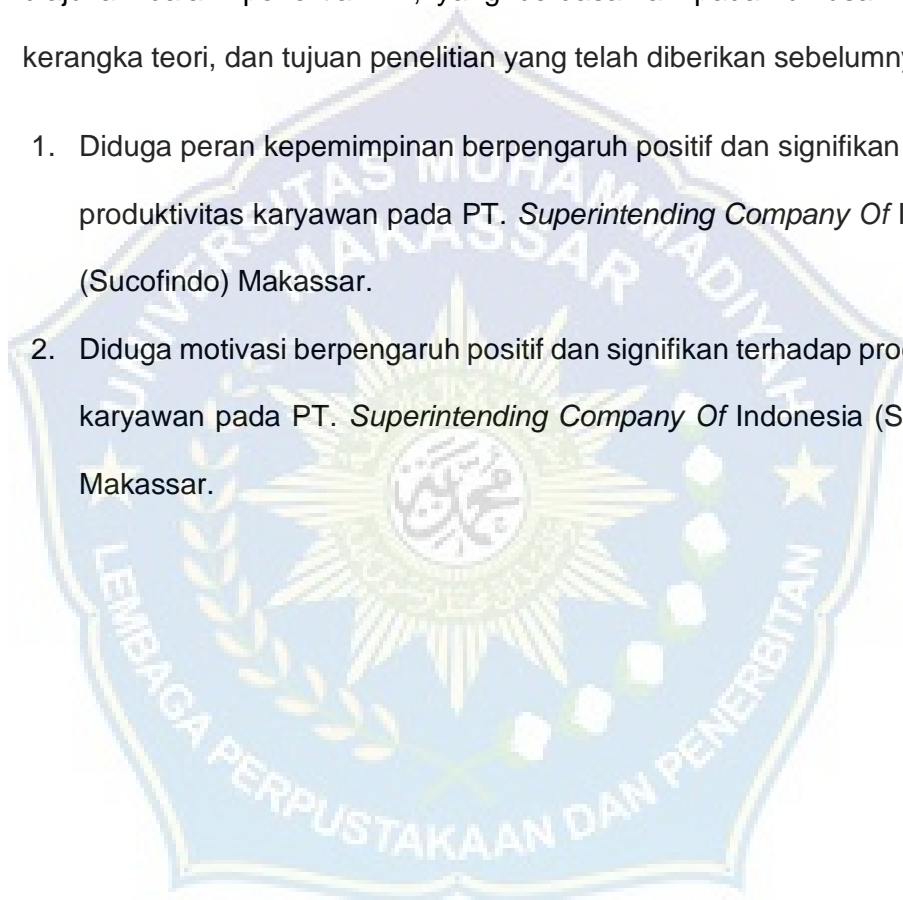 kerangka teori, dan tujuan penelitian yang telah diberikan
1. Diduga peran kepemimpinan berpengaruh positif dan signifikan
produktivitas karyawan pada PT. Superintending Company Of
(Sucofindo) Makassar.
2. Diduga motivasi berpengaruh positif dan signifikan terhadap
karyawan pada PT. Superintending Company Of Indonesia
Makassar.
UNIVERSITAS MUHAMMADIYAH
MAKASSAR
محمد
LEMBAGA PERPUSTAKAAN DAN PENERBITAN